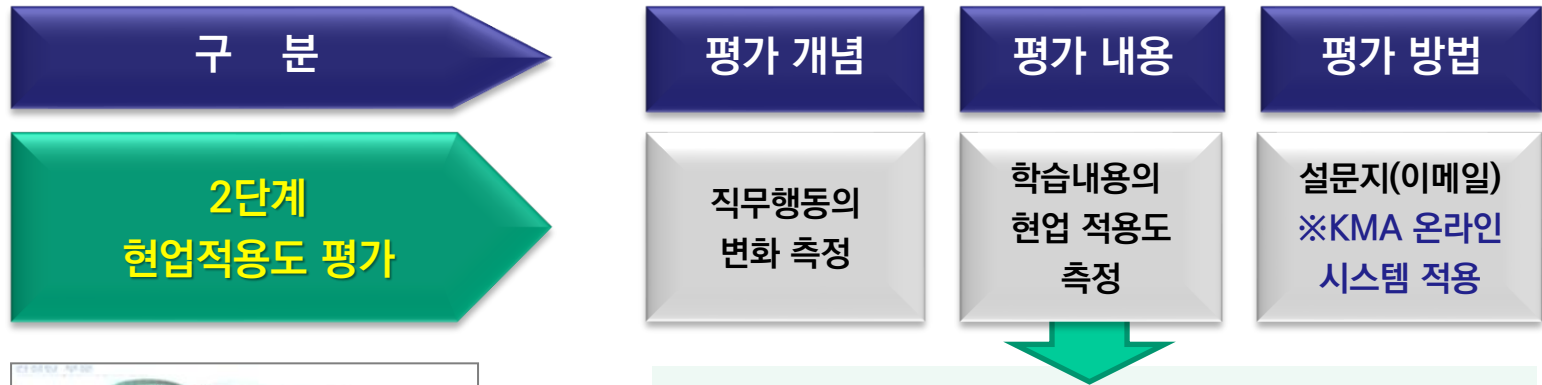 구 분
평가 개념
평가 내용
평가 방법
2단계
현업적용도 평가
직무행동의
변화 측정
학습내용의
현업 적용도
측정
설문지(이메일)
※KMA 온라인
시스템 적용